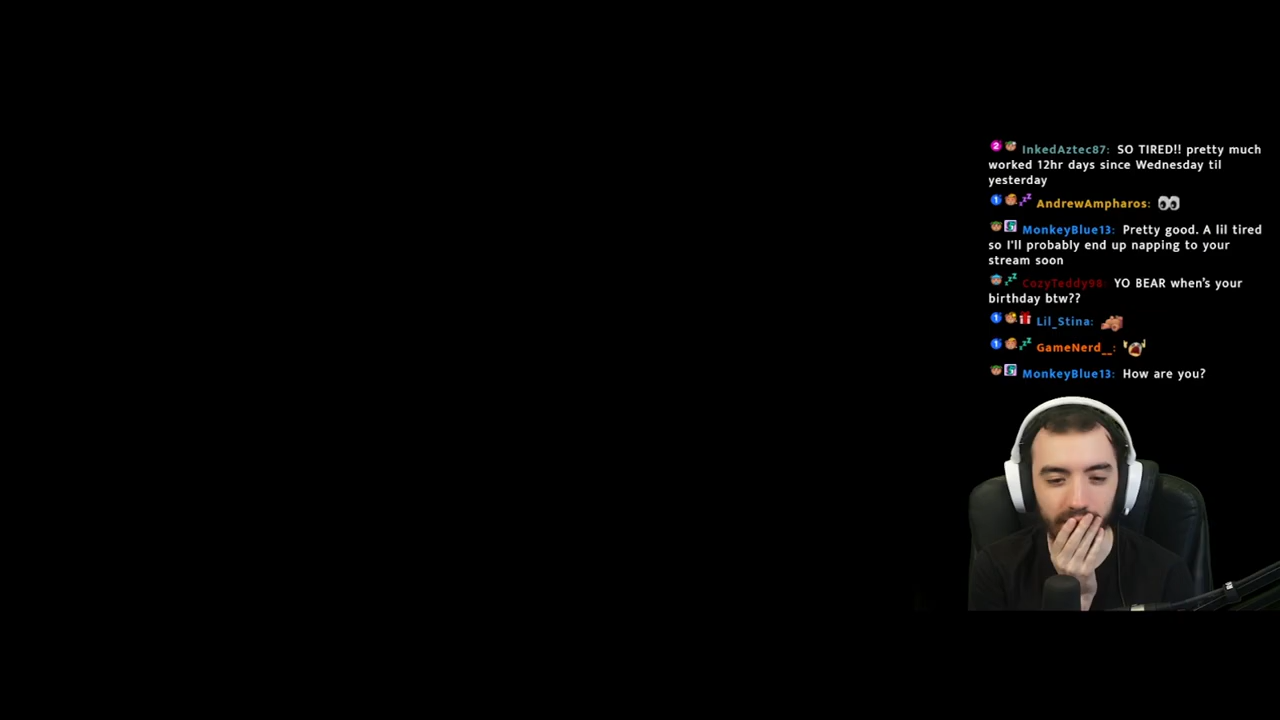 InkedAztec87: SO TIRED!! pretty much
worked 12hr days since Wednesday til
yesterday
AndrewAmpharos:
MonkeyBlue13: Pretty good. A lil tired
so I'll probably end up napping to your
stream soon
CozyTeddy98: YO BEAR when's your
birthday btw??
Lil_Stina:
GameNerd__:
MonkeyBlue13: How are you?